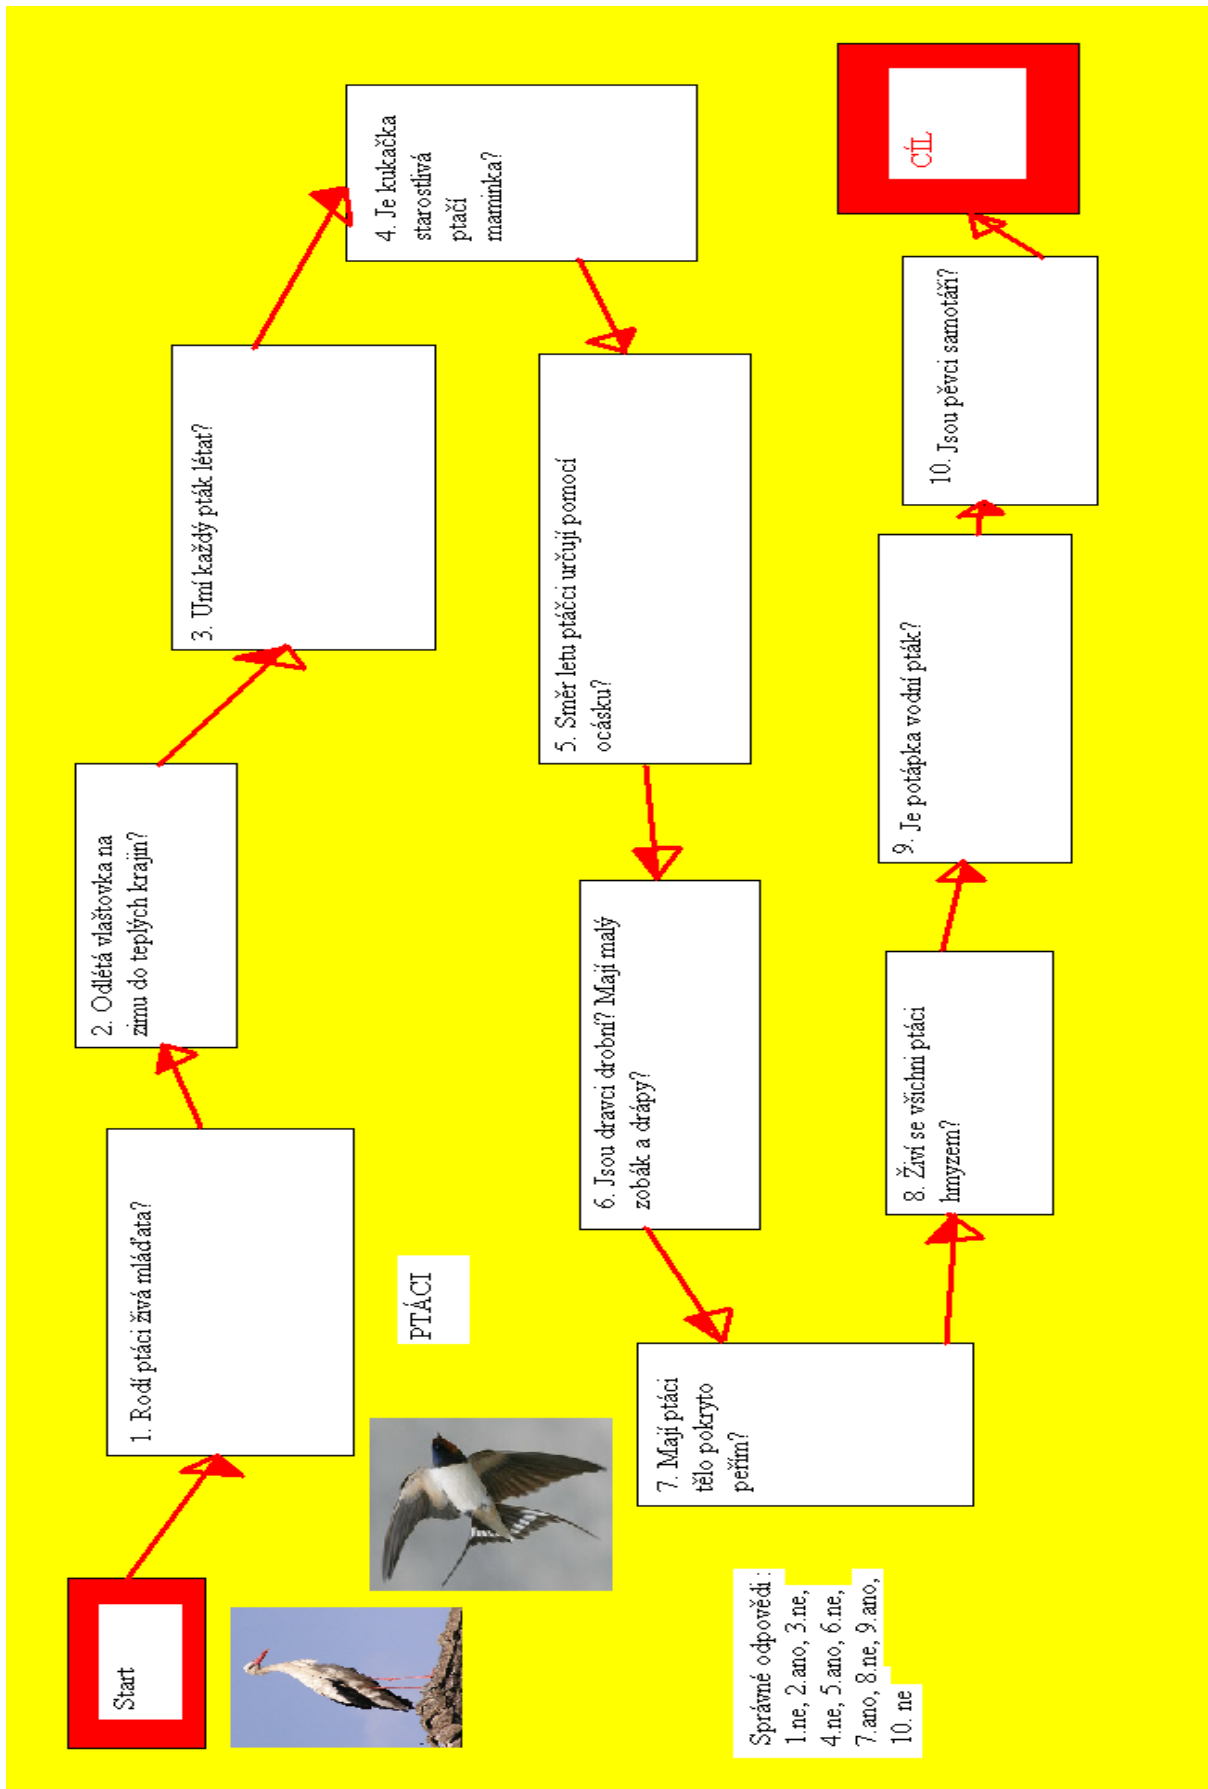 Start
1. Rodí ptáci živá mláďata?
2. Odlétá vlaštovka na
zimu do teplých krajin?
3. Umí každý pták létat?
4. Je kukačka
starostlivá
ptačí
maminka?
5. Směr letu ptáčci určují pomocí
ocásku?
6. Jsou dravci drobní? Mají malý
zobák a drápy?
7. Mají ptáci
tělo pokryto
peřím?
8. Živí se všichni ptáci
hmyzem?
9. Je potápka vodní pták?
10. Jsou pěvci samotáři?
CÍL
PTÁCI
Správné odpovědi :
1.ne, 2.ano, 3.ne,
4.ne, 5.ano, 6.ne,
7.ano, 8.ne, 9.ano,
10. ne